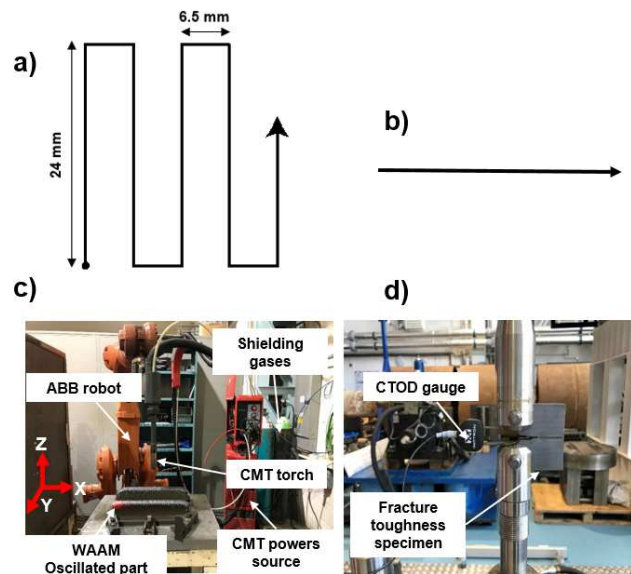 a)
6.5 mm
24 mm
b)
c)
Shielding
gases
ABB robot
CMT torch
Z
X
Y
WAAM
Oscillated part
CMT powers
source
d)
CTOD gauge
Fracture
toughness
specimen